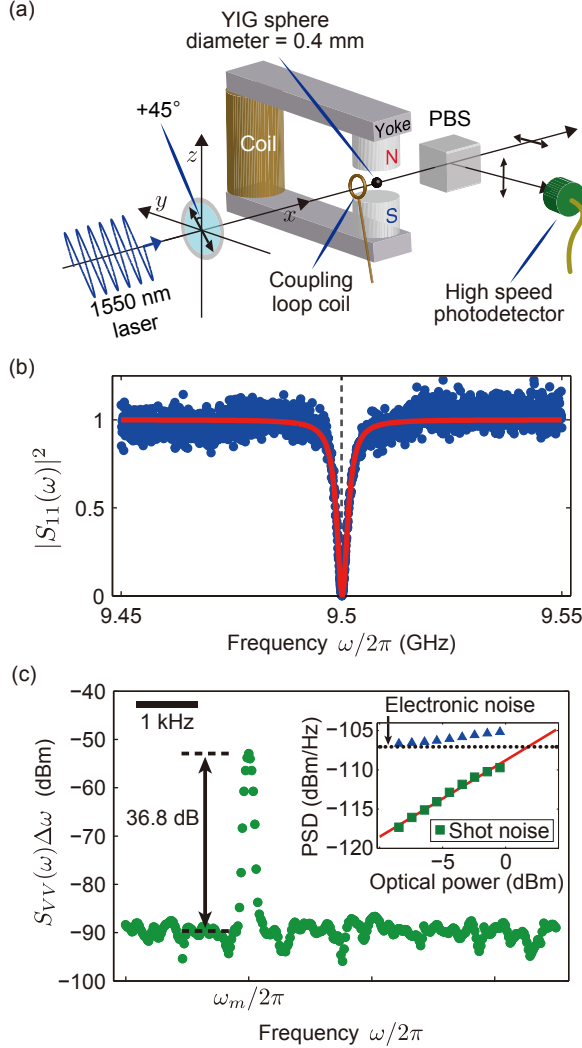 (a)
YIG sphere
diameter = 0.4 mm
+45°
z
y
x
Coil
Yoke
N
S
PBS
1550 nm
laser
Coupling
loop coil
High speed
photodetector
(b)
|S₁₁(ω)|²
1
0.5
0
9.45
9.5
9.55
Frequency ω/2π (GHz)
(c)
S_VV(ω)Δω (dBm)
−40
−50
−60
−70
−80
−90
−100
1 kHz
36.8 dB
ω_m/2π
Frequency ω/2π
Electronic noise
PSD (dBm/Hz)
−105
−110
−115
−120
Shot noise
−5
0
Optical power (dBm)